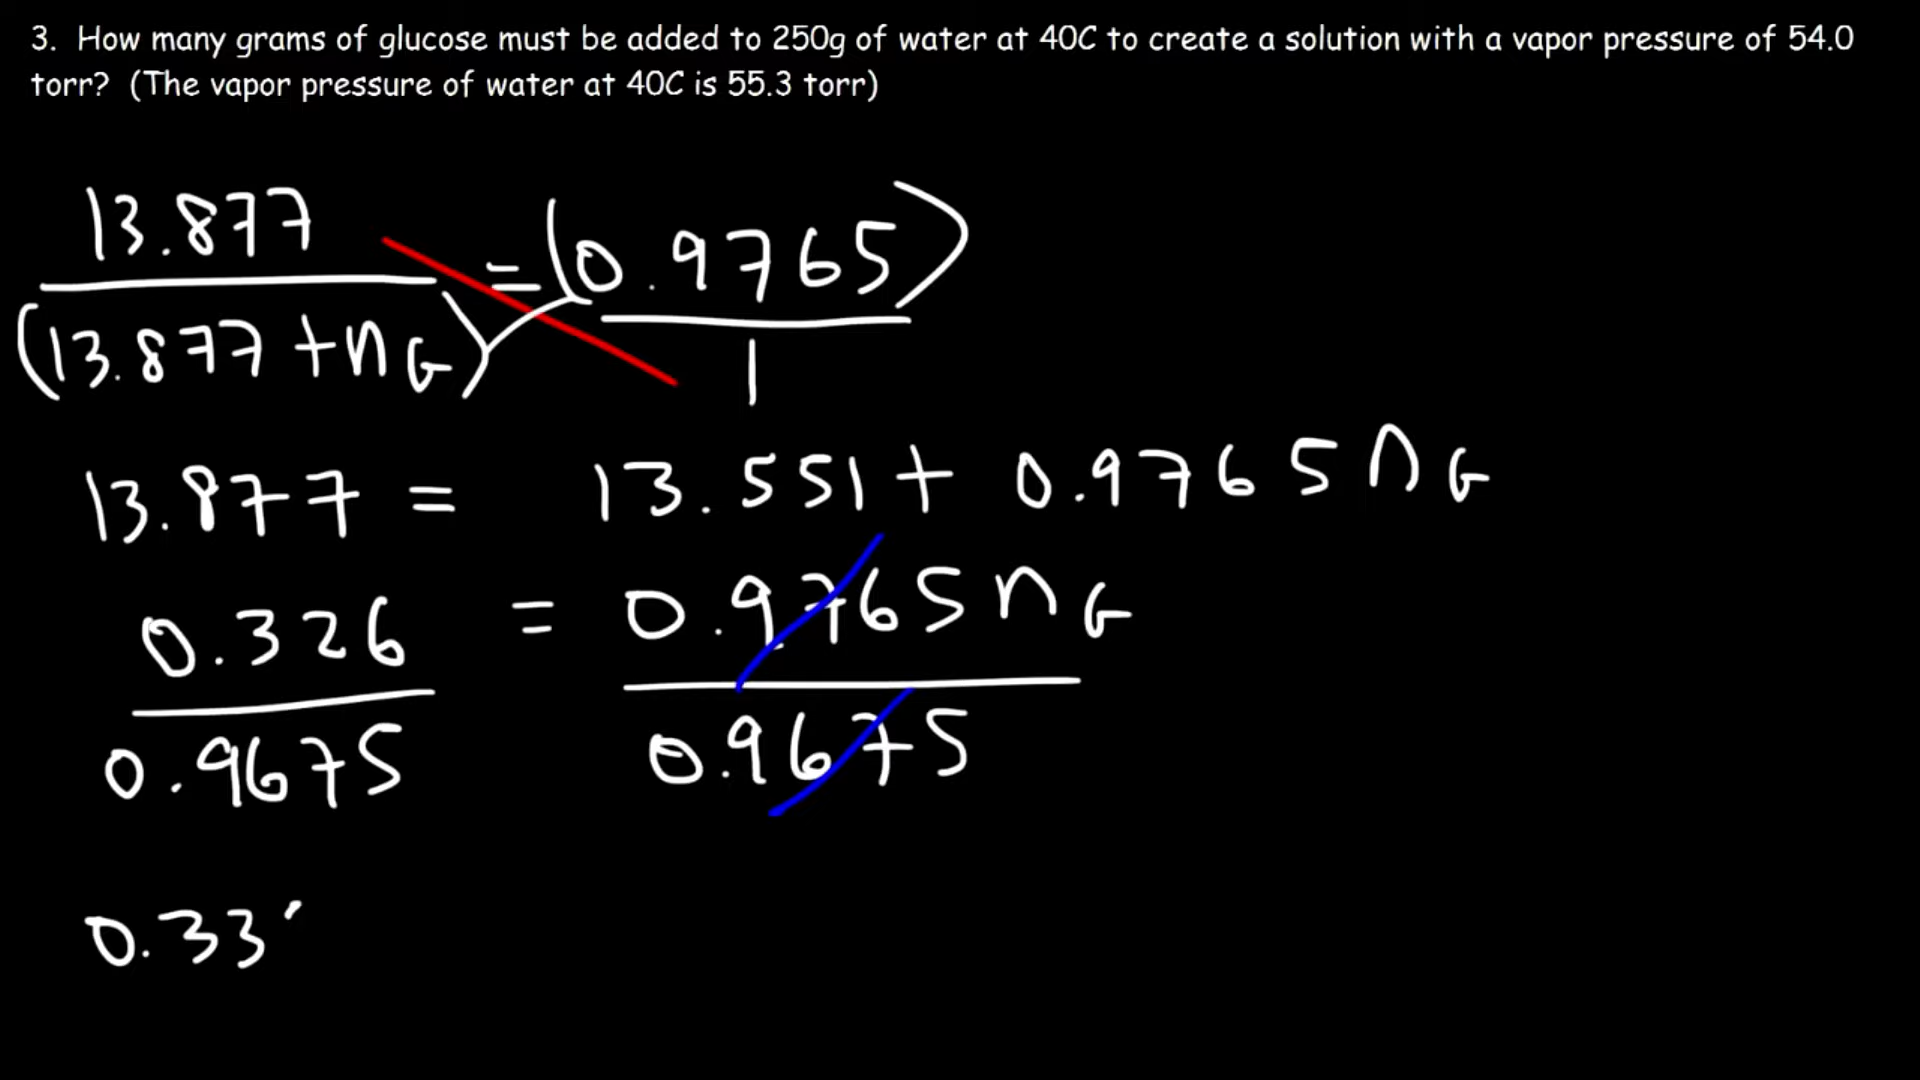 3. How many grams of glucose must be added to 250g of water at 40C to create a solution with a vapor pressure of 54.0
torr? (The vapor pressure of water at 40C is 55.3 torr)
13.877 = (0.9765)
(13.877 + nG) 1
13.877 = 13.551 + 0.9765 nG
0.326 = 0.9765 nG
0.9675 0.9675
0.33